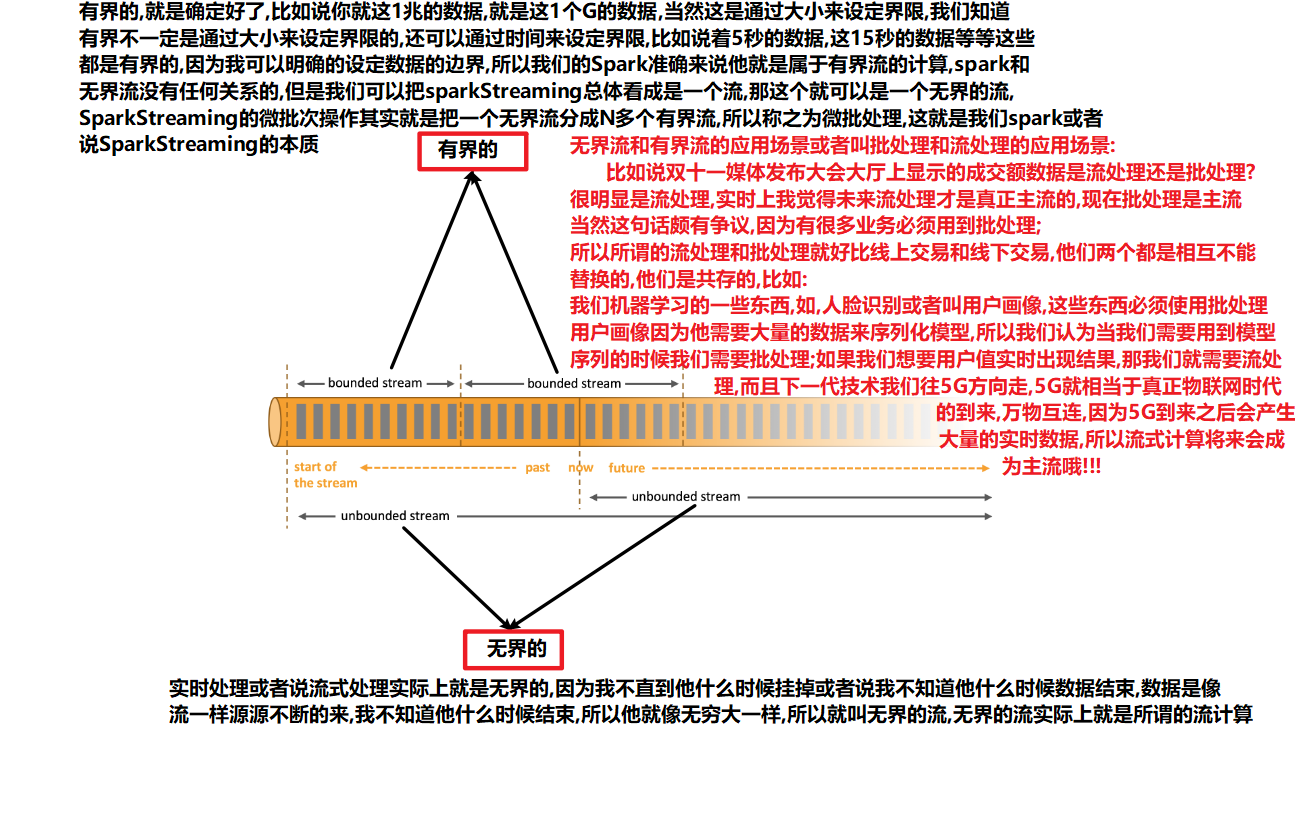 有界的,就是确定好了,比如说你就这1兆的数据,就是这1个G的数据,当然这是通过大小来设定界限,我们知道
有界不一定是通过大小来设定界限的,还可以通过时间来设定界限,比如说着5秒的数据,这15秒的数据等等这些
都是有界的,因为我可以明确的设定数据的边界,所以我们的Spark准确来说他就是属于有界流的计算,spark和
无界流没有任何关系的,但是我们可以把sparkStreaming总体看成是一个流,那这个就可以是一个无界的流,
SparkStreaming的微批次操作其实就是把一个无界流分成N多个有界流,所以称之为微批处理,这就是我们spark或者
说SparkStreaming的本质
有界的
无界流和有界流的应用场景或者叫批处理和流处理的应用场景:
比如说双十一媒体发布大会大厅上显示的成交额数据是流处理还是批处理?
很明显是流处理,实时上我觉得未来流处理才是真正主流的,现在批处理是主流
当然这句话颇有争议,因为有很多业务必须用到批处理;
所以所谓的流处理和批处理就好比线上交易和线下交易,他们两个都是相互不能
替换的,他们是共存的,比如:
我们机器学习的一些东西,如,人脸识别或者叫用户画像,这些东西必须使用批处理
用户画像因为他需要大量的数据来序列化模型,所以我们认为当我们需要用到模型
序列的时候我们需要批处理;如果我们想要用户值实时出现结果,那我们就需要流处
理,而且下一代技术我们往5G方向走,5G就相当于真正物联网时代
的到来,万物互连,因为5G到来之后会产生
大量的实时数据,所以流式计算将来会成
为主流哦!!!
bounded stream
bounded stream
start of
the stream
past
now
future
unbounded stream
unbounded stream
无界的
实时处理或者说流式处理实际上就是无界的,因为我不直到他什么时候挂掉或者说我不知道他什么时候数据结束,数据是像
流一样源源不断的来,我不知道他什么时候结束,所以他就像无穷大一样,所以就叫无界的流,无界的流实际上就是所谓的流计算